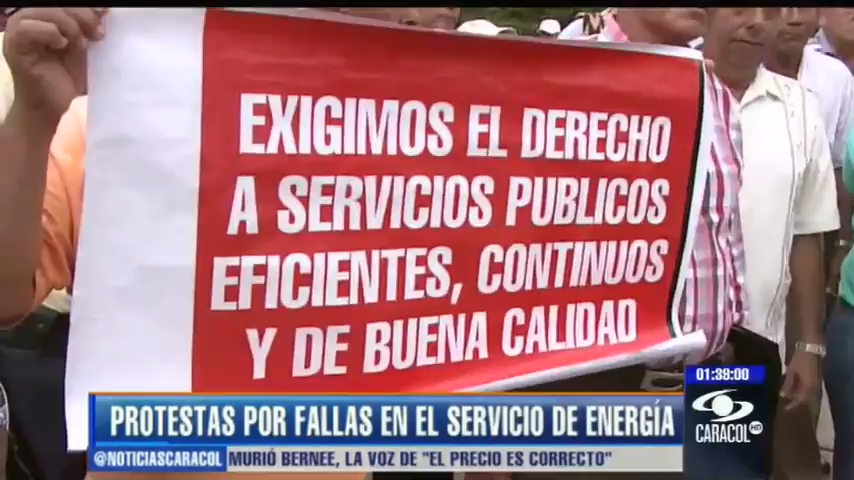 EXIGIMOS EL DERECHO
A SERVICIOS PUBLICOS
EFICIENTES, CONTINUOS
Y DE BUENA CALIDAD
01:39:00
PROTESTAS POR FALLAS EN EL SERVICIO DE ENERGÍA
CARACOL HD
@NOTICIASCARACOL MURIÓ BERNEE, LA VOZ DE "EL PRECIO ES CORRECTO"